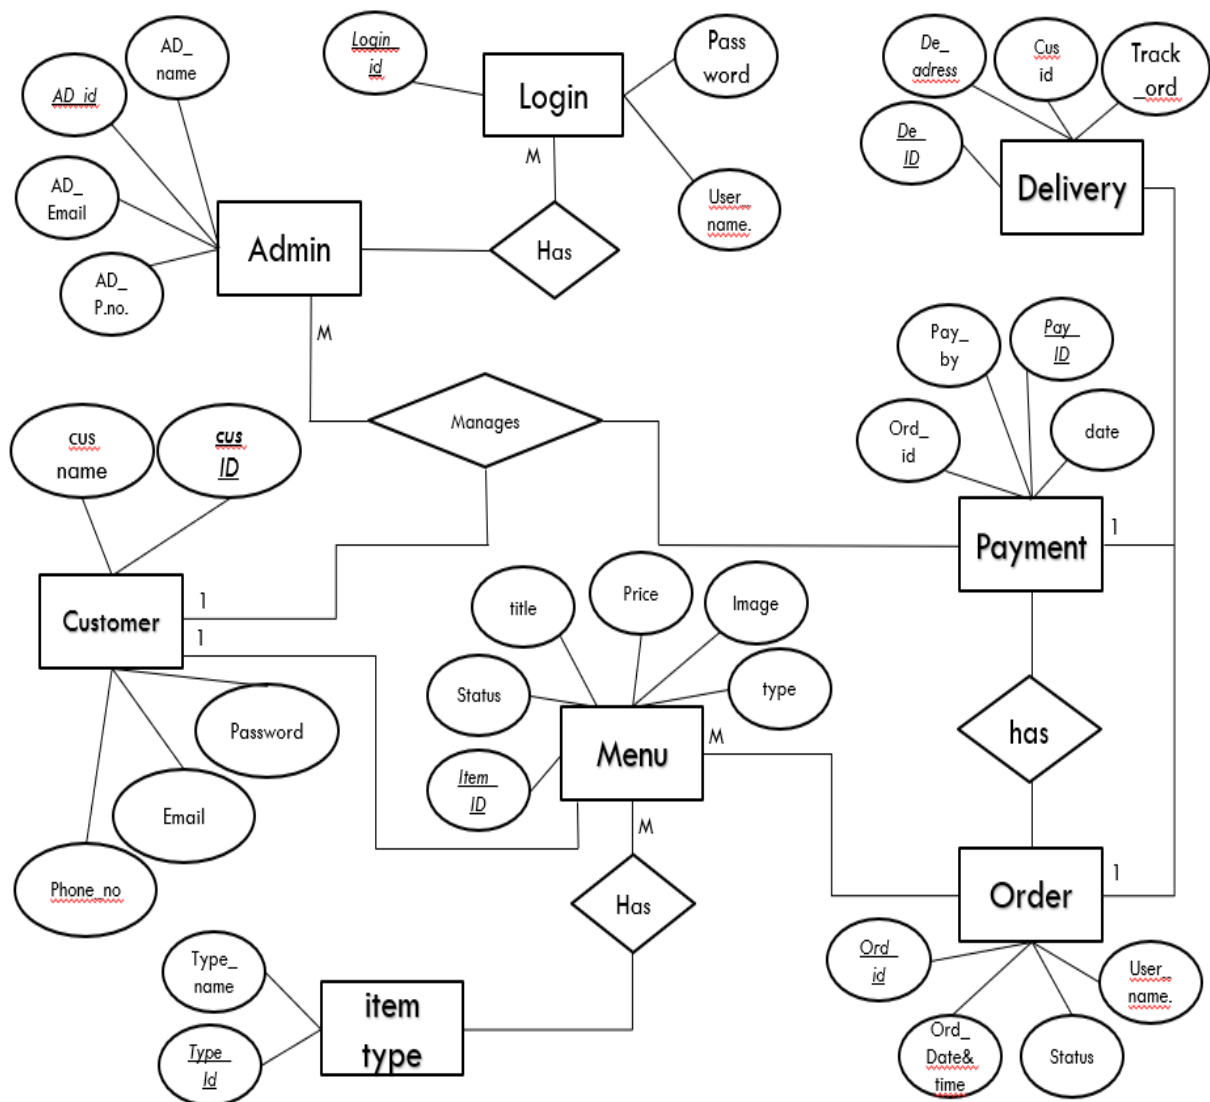 AD_
name
AD_id
AD_
Email
AD_
P.no.
Admin
Login_
id
Login
Pass
word
User_
name.
M
Has
De_
adress
Cus
id
Track
_ord
De_
ID
Delivery
M
Manages
Pay_
by
Pay_
ID
Ord_
id
date
Payment
1
cus
name
cus
ID
Customer
1
1
Password
Email
Phone_no
title
Price
Image
Status
type
Item_
ID
Menu
M
M
Has
has
Order
1
Ord_
id
User_
name.
Ord_
Date&
time
Status
Type_
name
Type_
Id
item
type